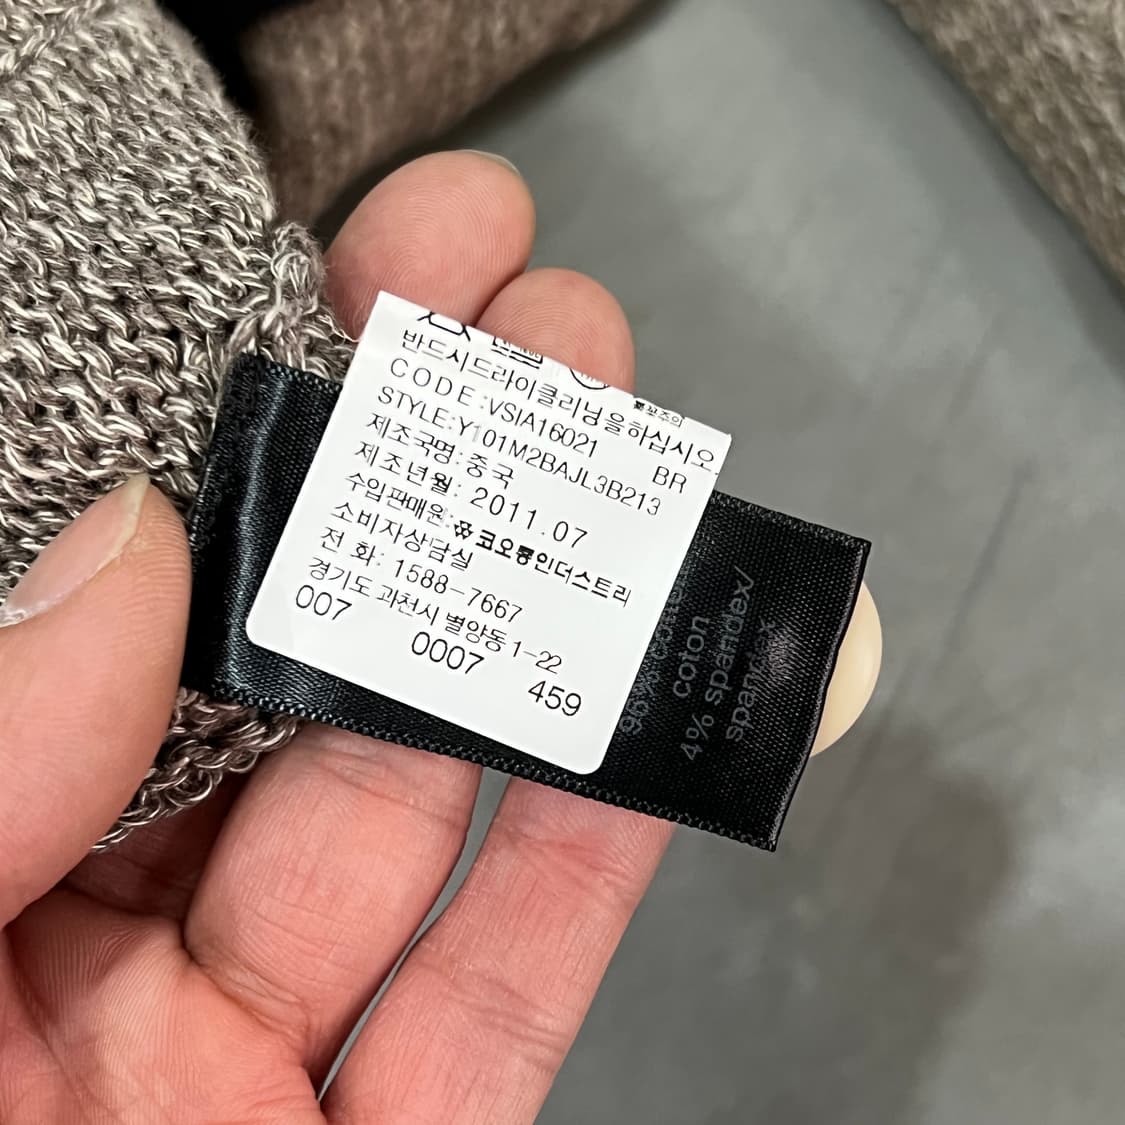 반드시드라이클리닝을하십시오
CODE:VSIA16021 BR
STYLE:Y101M2BAJL3B213
제조국명: 중국
제조년월: 2011.07
수입판매원: 코오롱인더스트리
소비자상담실
전 화: 1588-7667
경기도 과천시 별양동 1-22
007 0007 459
coton
4% spandex/